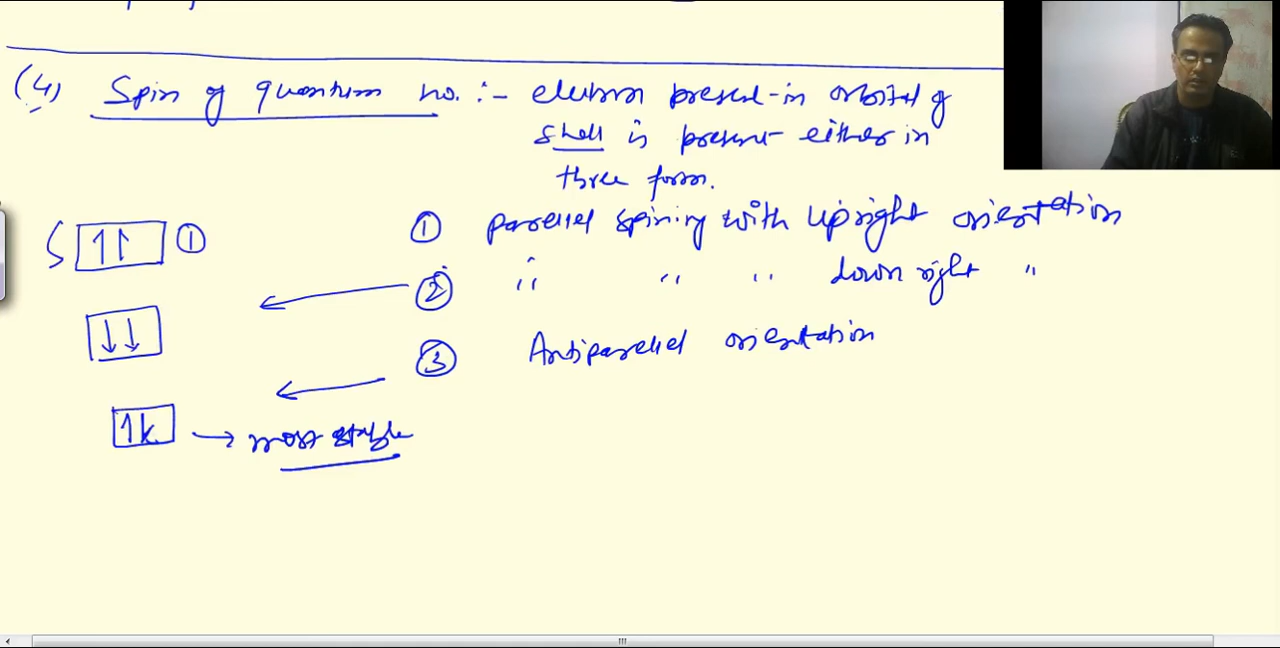 (4) Spin of quantum no. :- electron present in orbital of
shell is present either in
three form.
S ↑↾ ①
① parallel spining with upright orientation
② " " " down right "
↓↓
③ Antiparallel orientation
→ most stable